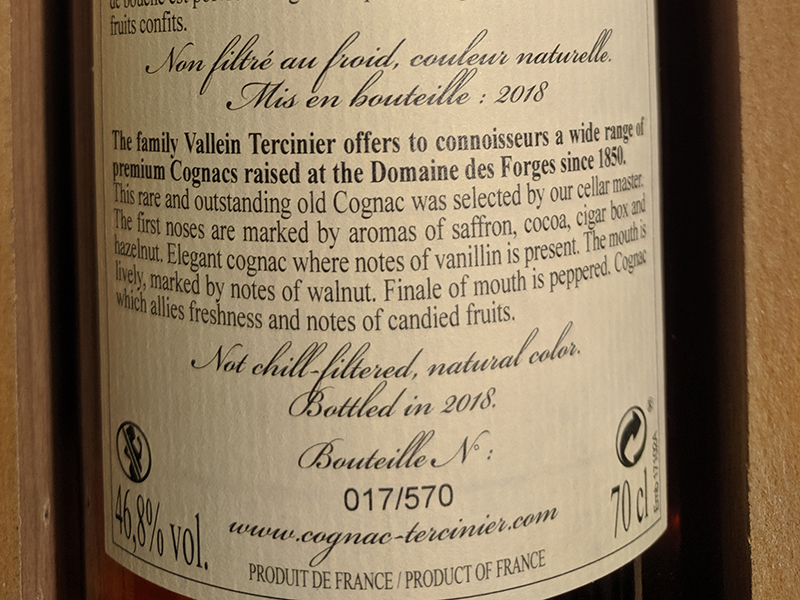 fruits confits.
Non filtré au froid, couleur naturelle.
Mis en bouteille : 2018
The family Vallein Tercinier offers to connoisseurs a wide range of
premium Cognacs raised at the Domaine des Forges since 1850.
This rare and outstanding old Cognac was selected by our cellar master.
The first noses are marked by aromas of saffron, cocoa, cigar box and
hazelnut. Elegant cognac where notes of vanillin is present. The mouth is
lively, marked by notes of walnut. Finale of mouth is peppered. Cognac
which allies freshness and notes of candied fruits.
Not chill-filtered, natural color.
Bottled in 2018.
Bouteille N° :
017/570
46,8% vol.
70 cl
www.cognac-tercinier.com
PRODUIT DE FRANCE / PRODUCT OF FRANCE